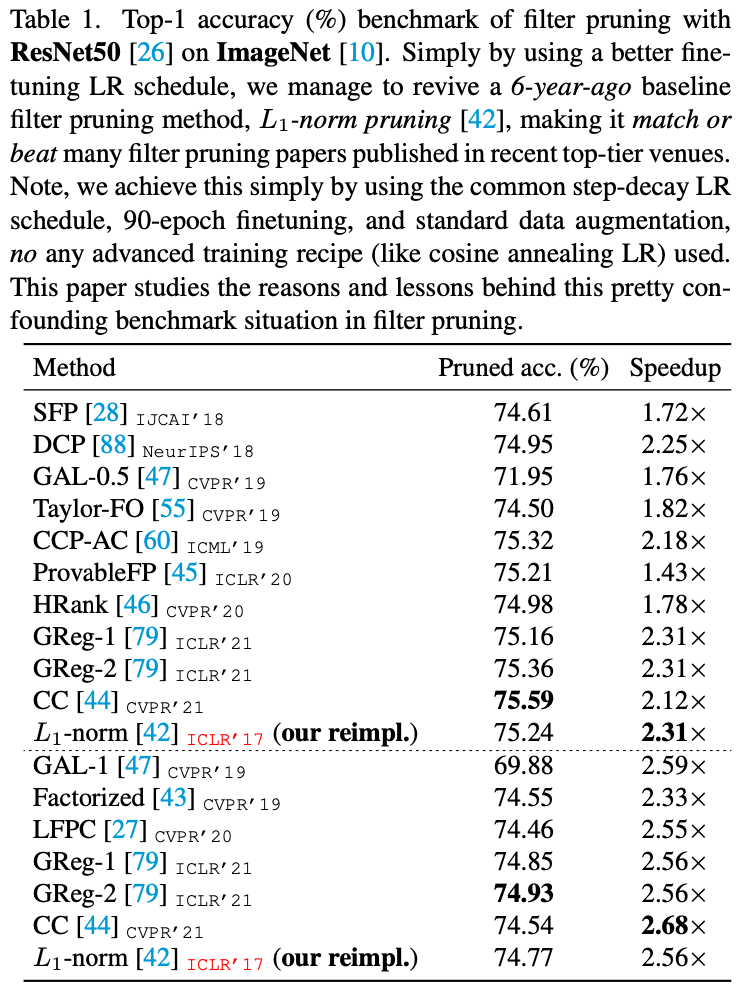 Table 1. Top-1 accuracy (%) benchmark of filter pruning with
ResNet50 [26] on ImageNet [10]. Simply by using a better fine-
tuning LR schedule, we manage to revive a 6-year-ago baseline
filter pruning method, L1-norm pruning [42], making it match or
beat many filter pruning papers published in recent top-tier venues.
Note, we achieve this simply by using the common step-decay LR
schedule, 90-epoch finetuning, and standard data augmentation,
no any advanced training recipe (like cosine annealing LR) used.
This paper studies the reasons and lessons behind this pretty con-
founding benchmark situation in filter pruning.
Method Pruned acc. (%) Speedup
SFP [28] IJCAI'18 74.61 1.72×
DCP [88] NeurIPS'18 74.95 2.25×
GAL-0.5 [47] CVPR'19 71.95 1.76×
Taylor-FO [55] CVPR'19 74.50 1.82×
CCP-AC [60] ICML'19 75.32 2.18×
ProvableFP [45] ICLR'20 75.21 1.43×
HRank [46] CVPR'20 74.98 1.78×
GReg-1 [79] ICLR'21 75.16 2.31×
GReg-2 [79] ICLR'21 75.36 2.31×
CC [44] CVPR'21 75.59 2.12×
L1-norm [42] ICLR'17 (our reimpl.) 75.24 2.31×
GAL-1 [47] CVPR'19 69.88 2.59×
Factorized [43] CVPR'19 74.55 2.33×
LFPC [27] CVPR'20 74.46 2.55×
GReg-1 [79] ICLR'21 74.85 2.56×
GReg-2 [79] ICLR'21 74.93 2.56×
CC [44] CVPR'21 74.54 2.68×
L1-norm [42] ICLR'17 (our reimpl.) 74.77 2.56×